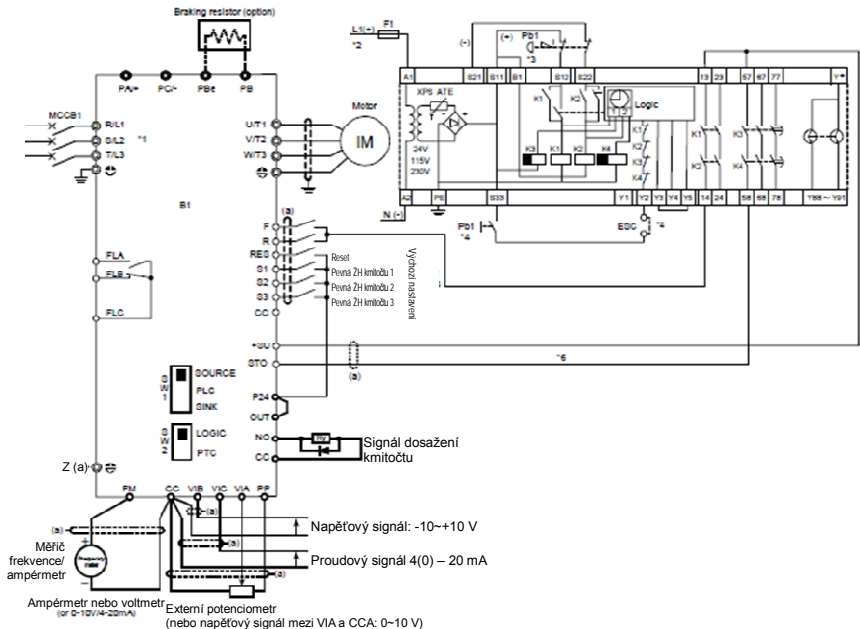 Braking resistor (option)
PA/+
PC/-
PBe
PB
MCCB1
R/L1
S/L2
T/L3
*1
U/T1
V/T2
W/T3
Motor
IM
B1
L1(+)
F1
*2
(-)
(+)
Pb1
*3
A1
S21
S11
B1
S12
S22
13
23
57
67
77
Y+
XPS ATE
24V
115V
230V
K1
K2
Logic
1
2
K3
K1
K2
K4
K1
K2
K3
K4
K1
K2
K3
K4
A2
PE
S33
Y1
Y2
Y3
Y4
Y5
14
24
58
68
78
Y88 ~ Y91
N (-)
Pb1
*4
ESC
*4
(a)
F
R
RES
S1
S2
S3
CC
Reset
Pevná ŽH kmitočtu 1
Pevná ŽH kmitočtu 2
Pevná ŽH kmitočtu 3
Výchozí nastavení
FLA
FLB
FLC
+SU
STO
(a)
*6
SW1
SOURCE
PLC
SINK
P24
OUT
SW2
LOGIC
PTC
NO
CC
Ry
Signál dosažení
kmitočtu
Z (a)
FM
CC
VIB
VIC
VIA
PP
(a)
(a)
Napěťový signál: -10~+10 V
(a)
Proudový signál 4(0) – 20 mA
(a)
+
Frequency
meter
−
Měřič
frekvence/
ampérmetr
Ampérmetr nebo voltmetr
(or 0-10V/4-20mA)
Externí potenciometr
(nebo napěťový signál mezi VIA a CCA: 0~10 V)